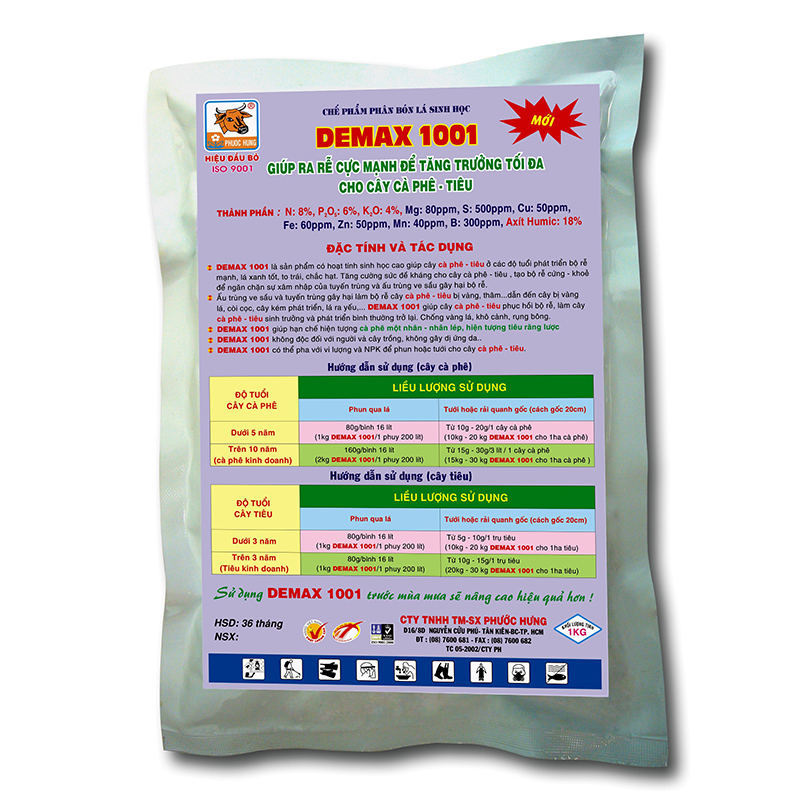 CHẾ PHẨM PHÂN BÓN LÁ SINH HỌC
DEMAX 1001
MỚI
PHƯỚC HƯNG
HIỆU ĐẦU BÒ
ISO 9001
GIÚP RA RỄ CỰC MẠNH ĐỂ TĂNG TRƯỞNG TỐI ĐA
CHO CÂY CÀ PHÊ - TIÊU
THÀNH PHẦN : N: 8%, P2O5: 6%, K2O: 4%, Mg: 80ppm, S: 500ppm, Cu: 50ppm,
Fe: 60ppm, Zn: 50ppm, Mn: 40ppm, B: 300ppm, Axít Humic: 18%
ĐẶC TÍNH VÀ TÁC DỤNG
DEMAX 1001 là sản phẩm có hoạt tính sinh học cao giúp cây cà phê - tiêu ở các độ tuổi phát triển bộ rễ
mạnh, lá xanh tốt, to trái, chắc hạt. Tăng cường sức đề kháng cho cây cà phê - tiêu , tạo bộ rễ cứng - khoẻ
để ngăn chặn sự xâm nhập của tuyến trùng và ấu trùng ve sầu gây hại bộ rễ.
Ấu trùng ve sầu và tuyến trùng gây hại làm bộ rễ cây cà phê - tiêu bị vàng, thâm...dẫn đến cây bị vàng
lá, còi cọc, cây kém phát triển, lá ra yếu,... DEMAX 1001 giúp cây cà phê - tiêu phục hồi bộ rễ, làm cây
cà phê - tiêu sinh trưởng và phát triển bình thường trở lại. Chống vàng lá, khô cành, rụng bông.
DEMAX 1001 giúp hạn chế hiện tượng cà phê một nhân - nhân lép, hiện tượng tiêu răng lược
DEMAX 1001 không độc đối với người và cây trồng, không gây dị ứng da..
DEMAX 1001 có thể pha với vi lượng và NPK để phun hoặc tưới cho cây cà phê - tiêu.
Hướng dẫn sử dụng (cây cà phê)
ĐỘ TUỔI
CÂY CÀ PHÊ
LIỀU LƯỢNG SỬ DỤNG
Phun qua lá
Tưới hoặc rải quanh gốc (cách gốc 20cm)
Dưới 5 năm
80g/bình 16 lít
(1kg DEMAX 1001/1 phuy 200 lít)
Từ 10g - 20g/1 cây cà phê
(10kg - 20 kg DEMAX 1001 cho 1ha cà phê)
Trên 10 năm
(cà phê kinh doanh)
160g/bình 16 lít
(2kg DEMAX 1001/1 phuy 200 lít)
Từ 15g - 30g/3 lít / 1 cây cà phê
(15kg - 30 kg DEMAX 1001 cho 1ha cà phê )
Hướng dẫn sử dụng (cây tiêu)
ĐỘ TUỔI
CÂY TIÊU
LIỀU LƯỢNG SỬ DỤNG
Phun qua lá
Tưới hoặc rải quanh gốc (cách gốc 20cm)
Dưới 3 năm
80g/bình 16 lít
(1kg DEMAX 1001/1 phuy 200 lít)
Từ 5g - 10g/1 trụ tiêu
(10kg - 20 kg DEMAX 1001 cho 1ha tiêu)
Trên 3 năm
(Tiêu kinh doanh)
80g/bình 16 lít
(1kg DEMAX 1001/1 phuy 200 lít)
Từ 10g - 15g/1 trụ tiêu
(20kg - 30 kg DEMAX 1001 cho 1ha tiêu)
Sử dụng DEMAX 1001 trước mùa mưa sẽ nâng cao hiệu quả hơn !
HSD: 36 tháng
NSX:
CTY TNHH TM-SX PHƯỚC HƯNG
D16/8D NGUYỄN CỬU PHÚ- TÂN KIÊN-BC-TP. HCM
ĐT : (08) 7600 681 - FAX : (08) 7600 682
TC 05-2002/CTY PH
KHỐI LƯỢNG TỊNH
1KG